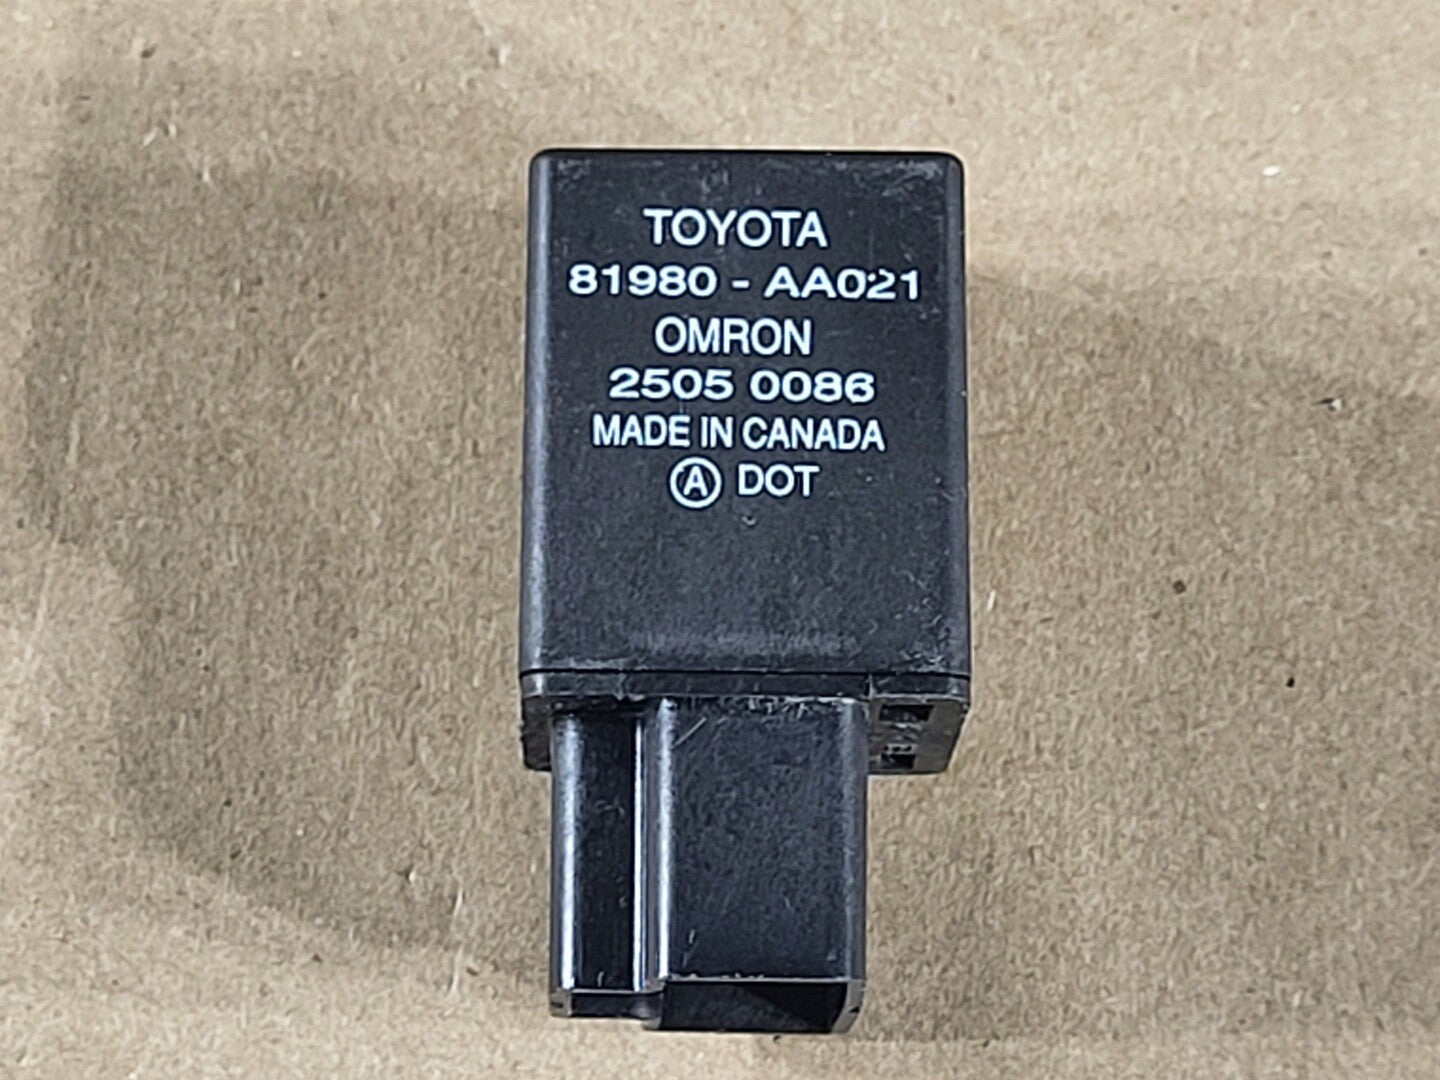 TOYOTA
81980 - AA021
OMRON
2505 0086
MADE IN CANADA
Ⓐ DOT